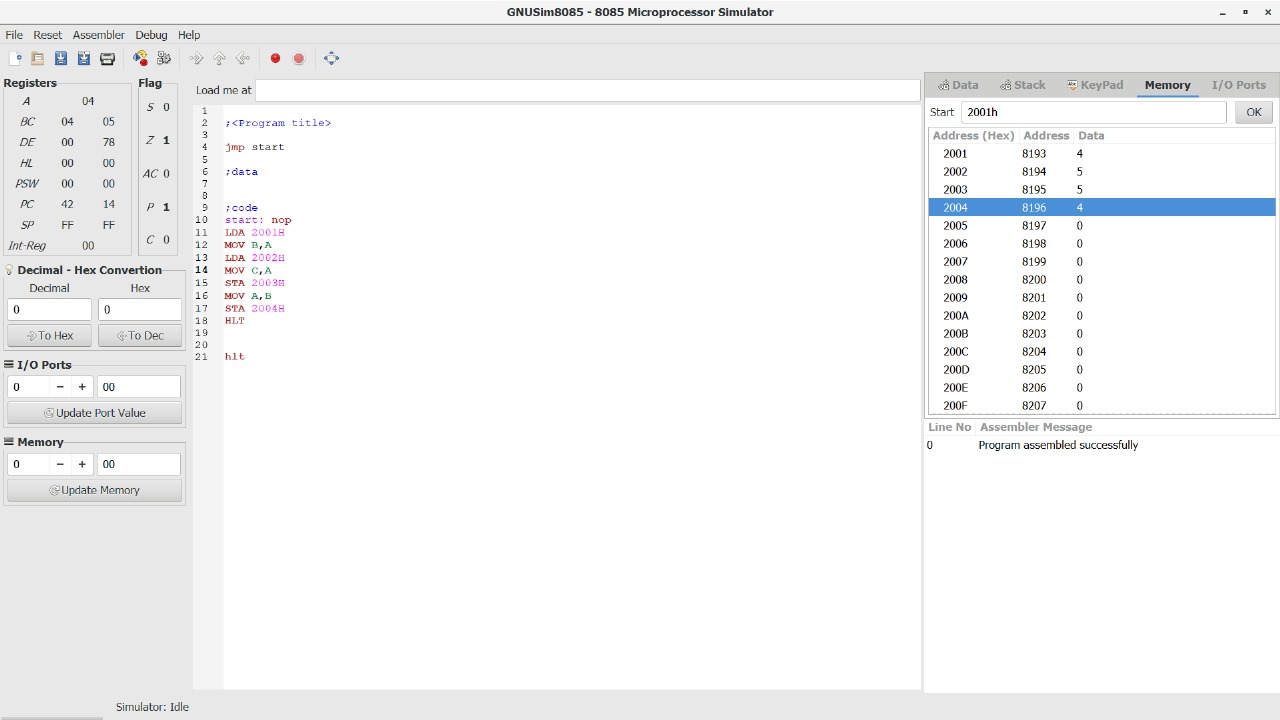 GNUSim8085 - 8085 Microprocessor Simulator
File Reset Assembler Debug Help
Registers
A 04
BC 04 05
DE 00 78
HL 00 00
PSW 00 00
PC 42 14
SP FF FF
Int-Reg 00
Flag
S 0
Z 1
AC 0
P 1
C 0
Decimal - Hex Convertion
Decimal Hex
0 0
To Hex To Dec
I/O Ports
0 − + 00
Update Port Value
Memory
0 − + 00
Update Memory
Load me at
1
2 ;<Program title>
3
4 jmp start
5
6 ;data
7
8
9 ;code
10 start: nop
11 LDA 2001H
12 MOV B,A
13 LDA 2002H
14 MOV C,A
15 STA 2003H
16 MOV A,B
17 STA 2004H
18 HLT
19
20
21 hlt
Data Stack KeyPad Memory I/O Ports
Start 2001h OK
Address (Hex) Address Data
2001 8193 4
2002 8194 5
2003 8195 5
2004 8196 4
2005 8197 0
2006 8198 0
2007 8199 0
2008 8200 0
2009 8201 0
200A 8202 0
200B 8203 0
200C 8204 0
200D 8205 0
200E 8206 0
200F 8207 0
Line No Assembler Message
0 Program assembled successfully
Simulator: Idle